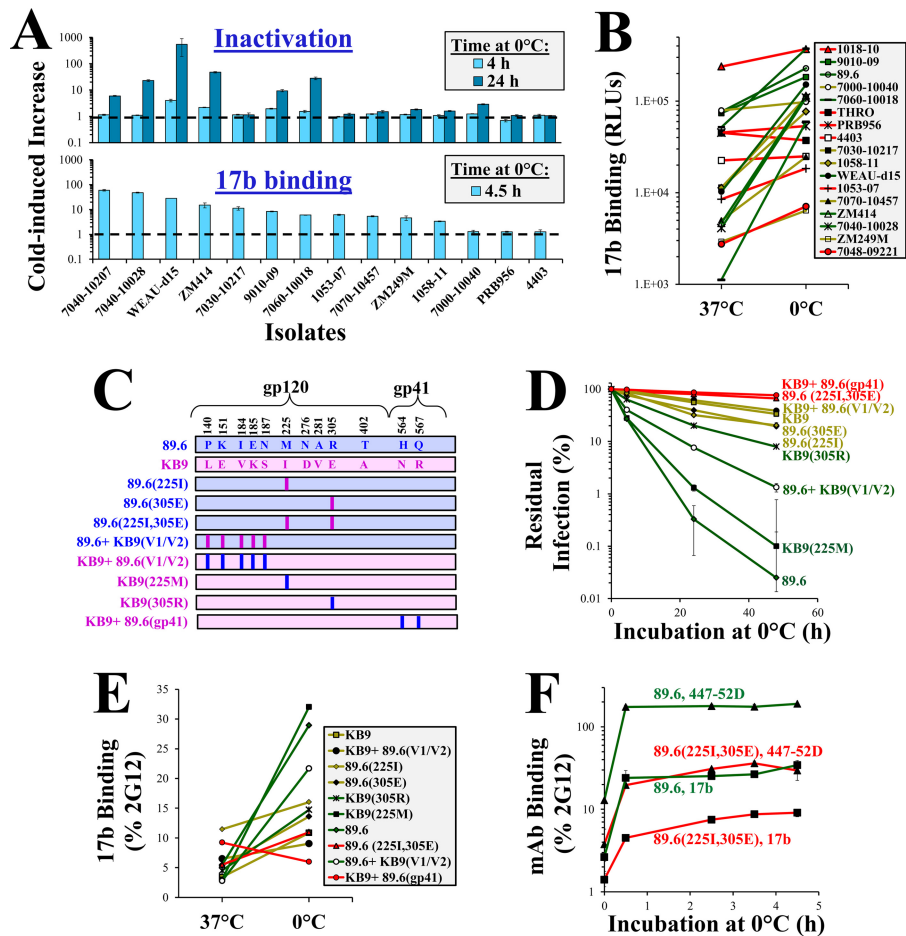 A
Cold-induced Increase
Inactivation
1000
100
10
1
0.1
Time at 0°C:
4 h
24 h
17b binding
1000
100
10
1
0.1
Time at 0°C:
4.5 h
7040-10207
7040-10028
WEAU-d15
ZM414
7030-10217
9010-09
7060-10018
1053-07
7070-10457
ZM249M
1058-11
7000-10040
PRB956
4403
Isolates
B
17b Binding (RLUs)
1.E+05
1.E+04
1.E+03
37°C
0°C
1018-10
9010-09
89.6
7000-10040
7060-10018
THRO
PRB956
4403
7030-10217
1058-11
WEAU-d15
1053-07
7070-10457
ZM414
7040-10028
ZM249M
7048-09221
C
gp120
gp41
140 151 184 185 187 225 276 281 305 402 564 567
89.6 P K I E N M N A R T H Q
KB9 L E V K S I D V E A N R
89.6(225I)
89.6(305E)
89.6(225I,305E)
89.6+ KB9(V1/V2)
KB9+ 89.6(V1/V2)
KB9(225M)
KB9(305R)
KB9+ 89.6(gp41)
D
Residual
Infection (%)
100
10
1
0.1
0.01
0
20
40
60
Incubation at 0°C (h)
KB9+ 89.6(gp41)
89.6 (225I,305E)
KB9+ 89.6(V1/V2)
KB9
89.6(305E)
89.6(225I)
KB9(305R)
89.6+ KB9(V1/V2)
KB9(225M)
89.6
E
17b Binding
(% 2G12)
35
30
25
20
15
10
5
0
37°C
0°C
KB9
KB9+ 89.6(V1/V2)
89.6(225I)
89.6(305E)
KB9(305R)
KB9(225M)
89.6
89.6 (225I,305E)
89.6+ KB9(V1/V2)
KB9+ 89.6(gp41)
F
mAb Binding
(% 2G12)
100
10
1
89.6, 447-52D
89.6(225I,305E), 447-52D
89.6, 17b
89.6(225I,305E), 17b
0
1
2
3
4
5
Incubation at 0°C (h)